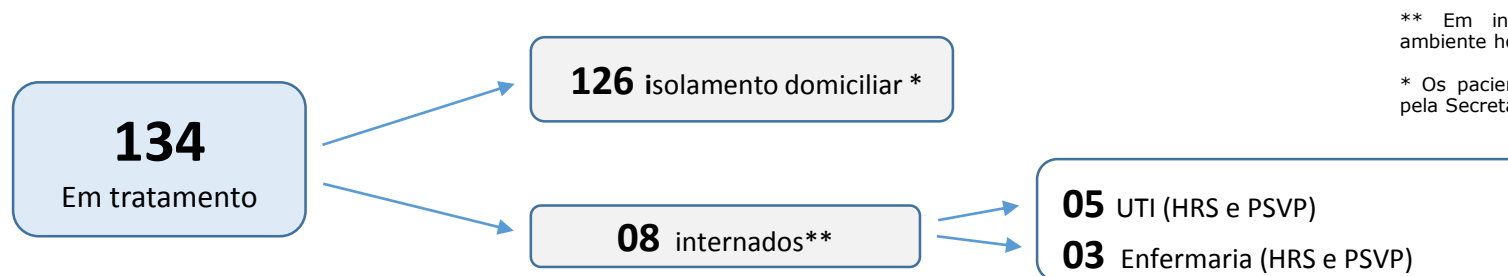 134
Em tratamento
126 isolamento domiciliar *
08 internados**
05 UTI (HRS e PSVP)
03 Enfermaria (HRS e PSVP)
** Em
ambiente
* Os
pela